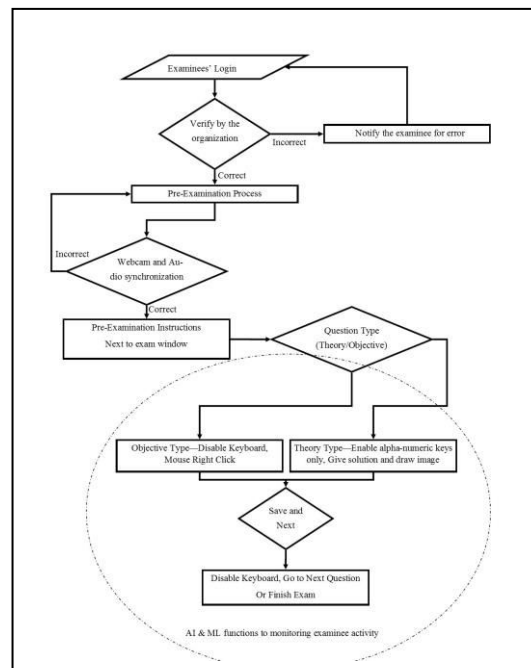 Examinees' Login
Verify by the
organization
Incorrect
Notify the examinee for error
Correct
Pre-Examination Process
Incorrect
Webcam and Au-
dio synchronization
Correct
Pre-Examination Instructions
Next to exam window
Question Type
(Theory/Objective)
Objective Type—Disable Keyboard,
Mouse Right Click
Theory Type—Enable alpha-numeric keys
only, Give solution and draw image
Save and
Next
Disable Keyboard, Go to Next Question
Or Finish Exam
AI & ML functions to monitoring examinee activity